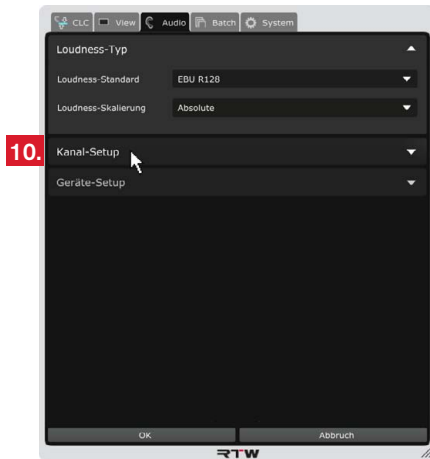 CLC View Audio Batch System
Loudness-Typ
Loudness-Standard EBU R128
Loudness-Skalierung Absolute
10. Kanal-Setup
Geräte-Setup
OK Abbruch
RTW